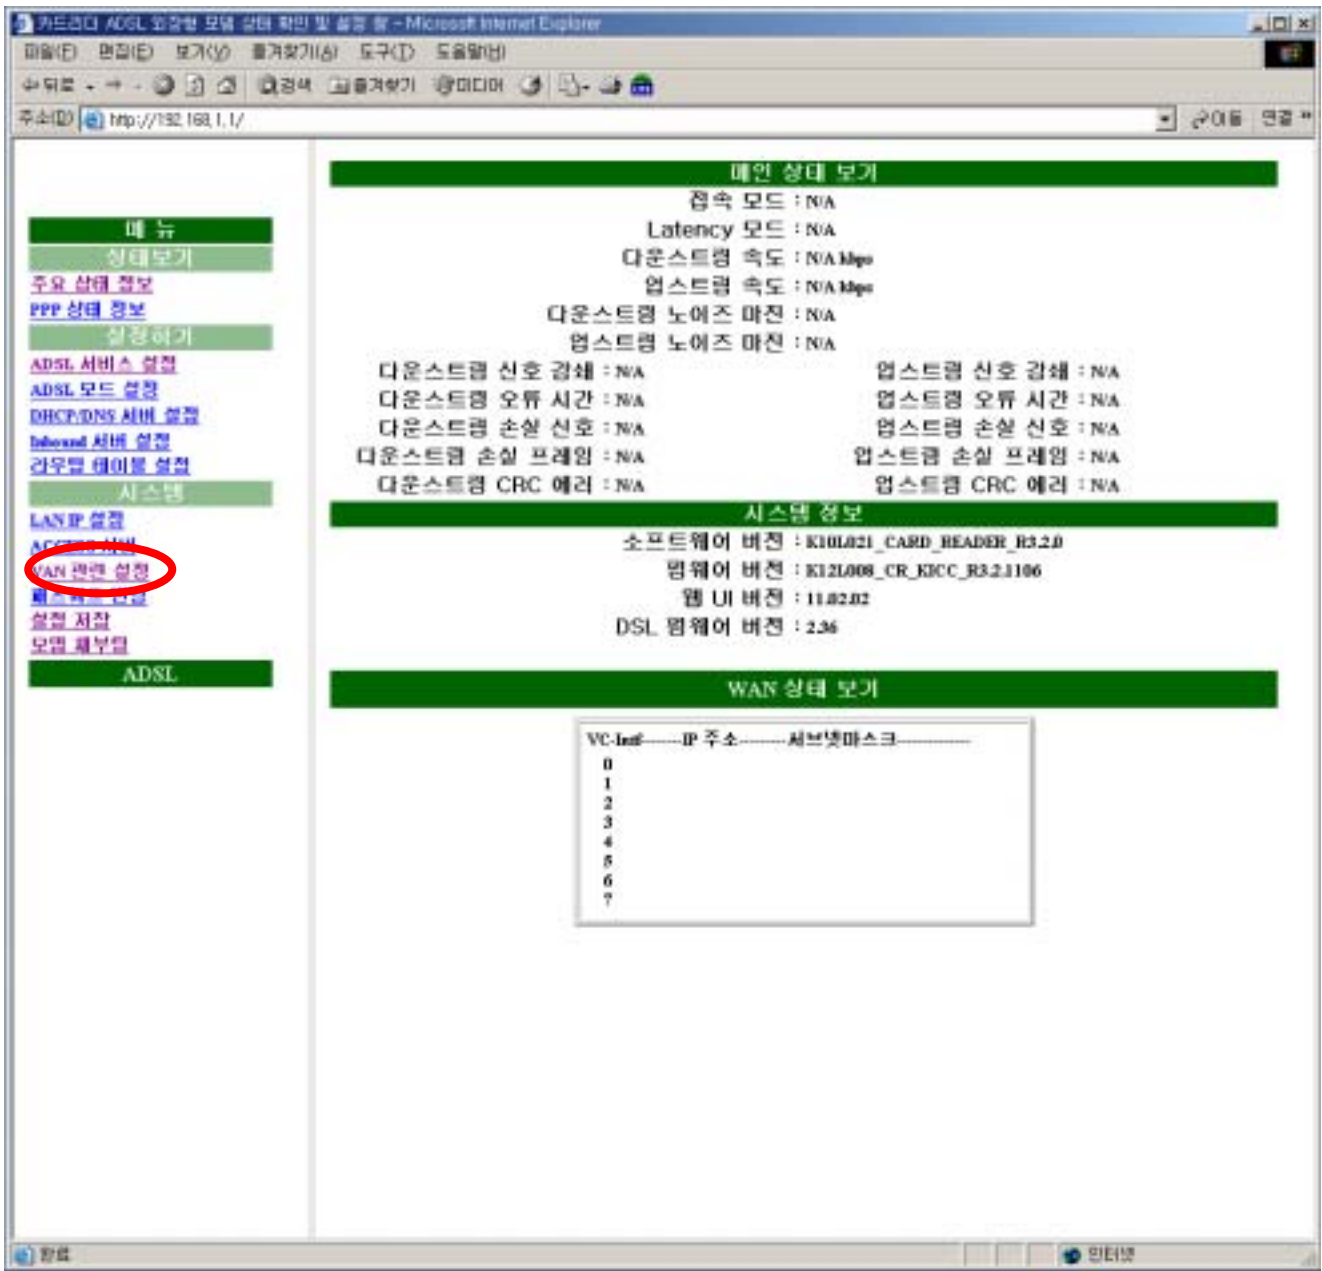 카드리더 ADSL 외장형 모뎀 상태 확인 및 설정 창 - Microsoft Internet Explorer
파일(F) 편집(E) 보기(V) 즐겨찾기(A) 도구(T) 도움말(H)
뒤로 검색 즐겨찾기 미디어
주소(D) http://192.168.1.1/ 이동 연결 »
메 뉴
상태보기
주요 상태 정보
PPP 상태 정보
설정하기
ADSL 서비스 설정
ADSL 모드 설정
DHCP/DNS 서버 설정
Inbound 서버 설정
라우팅 테이블 설정
시스템
LAN IP 설정
서버
VAN 관련 설정
설정 저장
모뎀 재부팅
ADSL
메인 상태 보기
접속 모드 : N/A
Latency 모드 : N/A
다운스트림 속도 : N/A kbps
업스트림 속도 : N/A kbps
다운스트림 노이즈 마진 : N/A
업스트림 노이즈 마진 : N/A
다운스트림 신호 감쇄 : N/A 업스트림 신호 감쇄 : N/A
다운스트림 오류 시간 : N/A 업스트림 오류 시간 : N/A
다운스트림 손실 신호 : N/A 업스트림 손실 신호 : N/A
다운스트림 손실 프레임 : N/A 업스트림 손실 프레임 : N/A
다운스트림 CRC 에러 : N/A 업스트림 CRC 에러 : N/A
시스템 정보
소프트웨어 버전 : K10L021_CARD_READER_R3.2.0
펌웨어 버전 : K12L008_CR_KICC_R3.2.1106
웹 UI 버전 : 11.02.02
DSL 펌웨어 버전 : 2.36
WAN 상태 보기
VC-Intf--------IP 주소---------서브넷마스크--------------
0
1
2
3
4
5
6
7
완료 인터넷